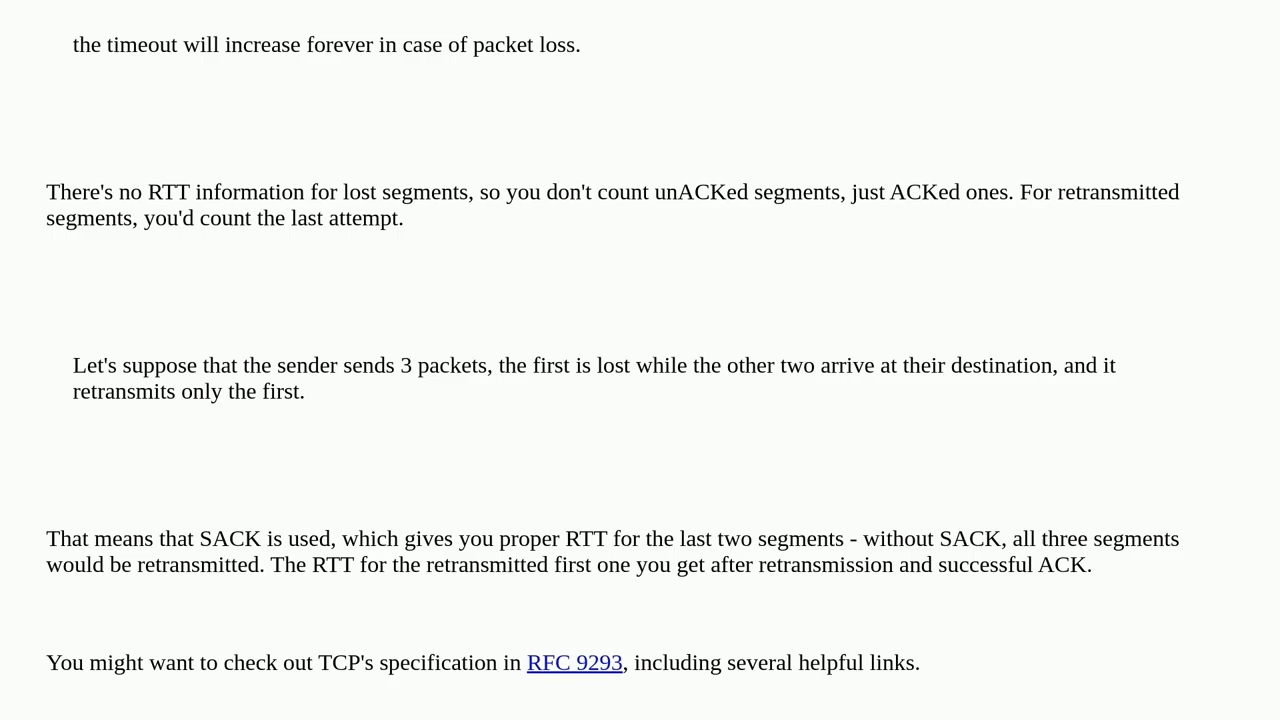 the timeout will increase forever in case of packet loss.
There's no RTT information for lost segments, so you don't count unACKed segments, just ACKed ones. For retransmitted
segments, you'd count the last attempt.
Let's suppose that the sender sends 3 packets, the first is lost while the other two arrive at their destination, and it
retransmits only the first.
That means that SACK is used, which gives you proper RTT for the last two segments - without SACK, all three segments
would be retransmitted. The RTT for the retransmitted first one you get after retransmission and successful ACK.
You might want to check out TCP's specification in RFC 9293, including several helpful links.